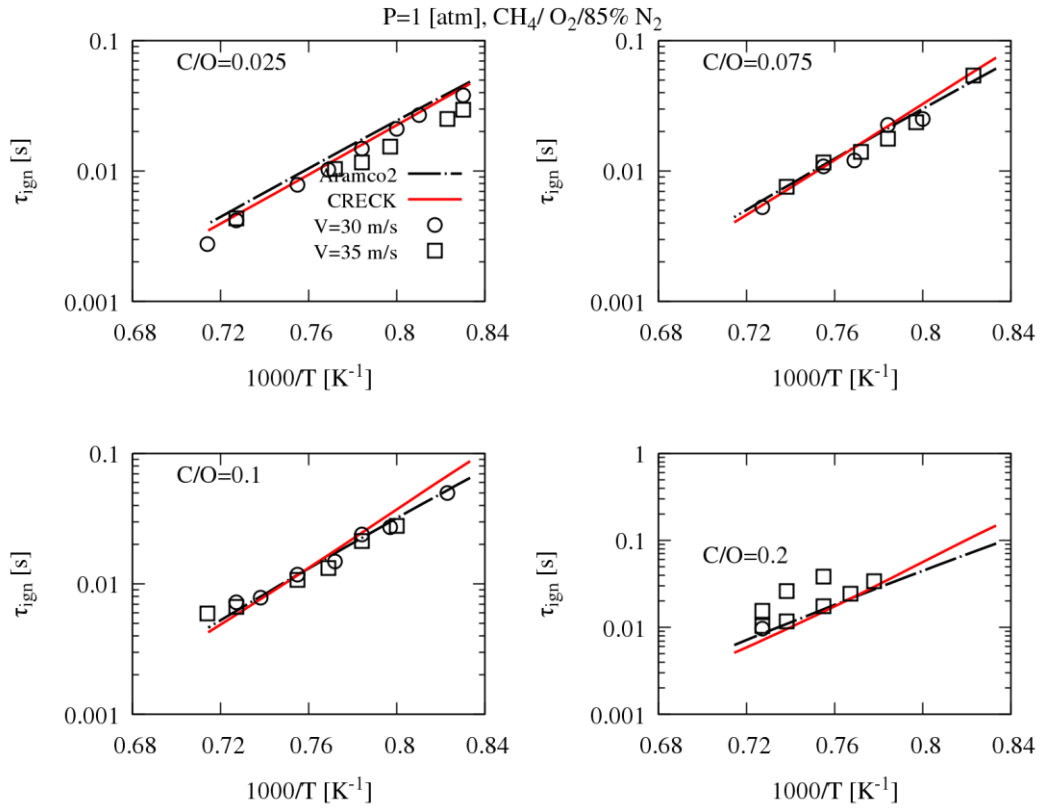 P=1 [atm], CH4/ O2/85% N2
0.1
C/O=0.025
0.01
0.001
τign [s]
Aramco2
CRECK
V=30 m/s
V=35 m/s
0.68 0.72 0.76 0.8 0.84
1000/T [K-1]
0.1
C/O=0.075
0.01
0.001
τign [s]
0.68 0.72 0.76 0.8 0.84
1000/T [K-1]
0.1
C/O=0.1
0.01
0.001
τign [s]
0.68 0.72 0.76 0.8 0.84
1000/T [K-1]
1
0.1
C/O=0.2
0.01
0.001
τign [s]
0.68 0.72 0.76 0.8 0.84
1000/T [K-1]